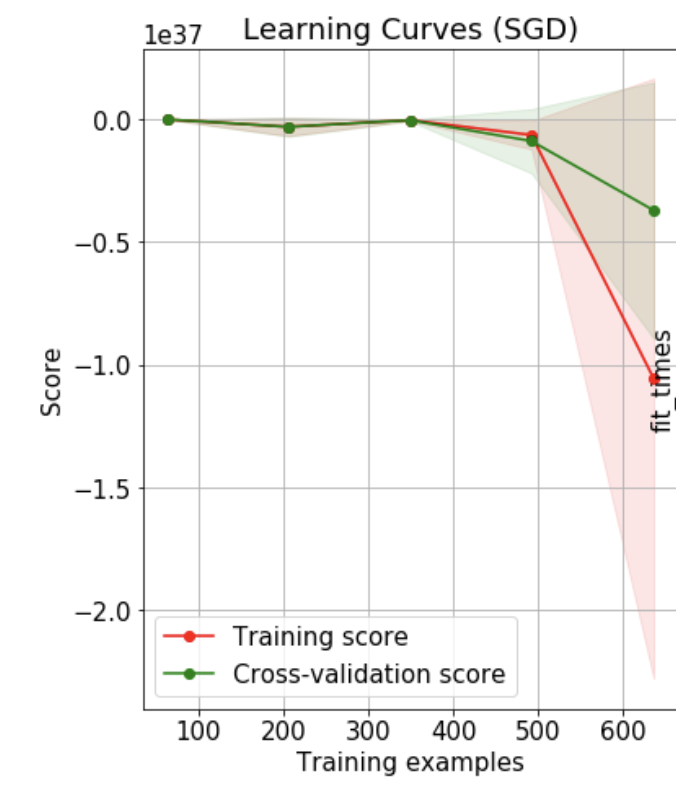 1e37
Learning Curves (SGD)
0.0
−0.5
−1.0
−1.5
−2.0
Score
fit_times
Training score
Cross-validation score
100 200 300 400 500 600
Training examples